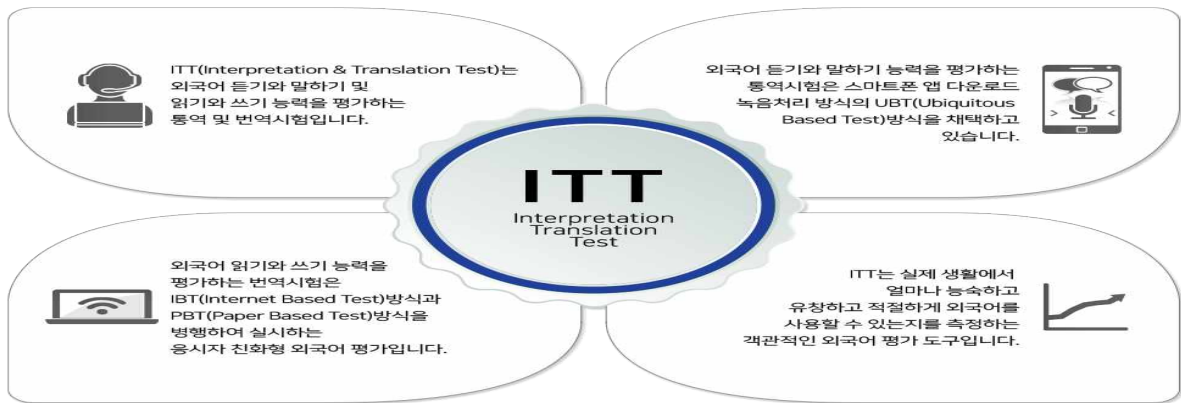 ITT(Interpretation & Translation Test)는
외국어 듣기와 말하기 및
읽기와 쓰기 능력을 평가하는
통역 및 번역시험입니다.
외국어 듣기와 말하기 능력을 평가하는
통역시험은 스마트폰 앱 다운로드
녹음처리 방식의 UBT(Ubiquitous
Based Test)방식을 채택하고
있습니다.
ITT
Interpretation
Translation
Test
외국어 읽기와 쓰기 능력을
평가하는 번역시험은
IBT(Internet Based Test)방식과
PBT(Paper Based Test)방식을
병행하여 실시하는
응시자 친화형 외국어 평가입니다.
ITT는 실제 생활에서
얼마나 능숙하고
유창하고 적절하게 외국어를
사용할 수 있는지를 측정하는
객관적인 외국어 평가 도구입니다.